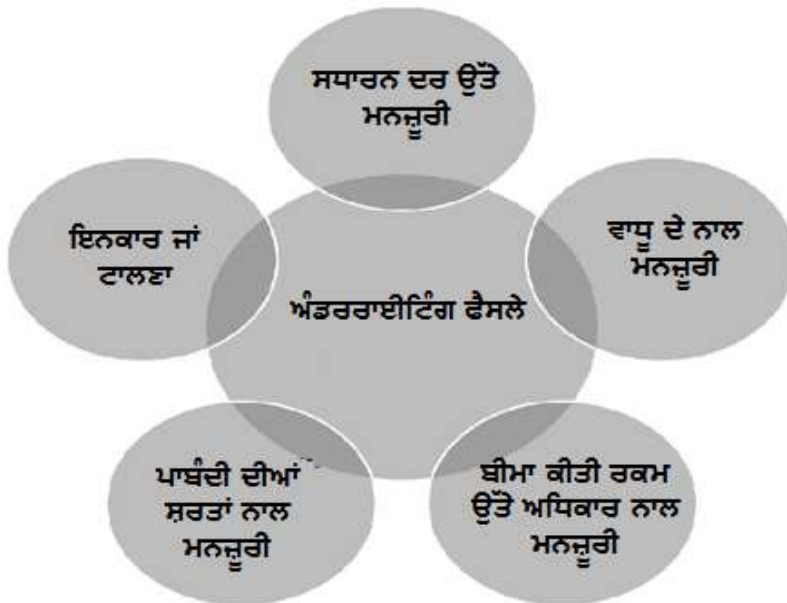 ਸਧਾਰਨ ਦਰ ਉੱਤੇ
ਮਨਜ਼ੂਰੀ
ਵਾਧੂ ਦੇ ਨਾਲ
ਮਨਜ਼ੂਰੀ
ਬੀਮਾ ਕੀਤੀ ਰਕਮ
ਉੱਤੇ ਅਧਿਕਾਰ ਨਾਲ
ਮਨਜ਼ੂਰੀ
ਪਾਬੰਦੀ ਦੀਆਂ
ਸ਼ਰਤਾਂ ਨਾਲ
ਮਨਜ਼ੂਰੀ
ਇਨਕਾਰ ਜਾਂ
ਟਾਲਣਾ
ਅੰਡਰਰਾਈਟਿੰਗ ਫੈਸਲੇ